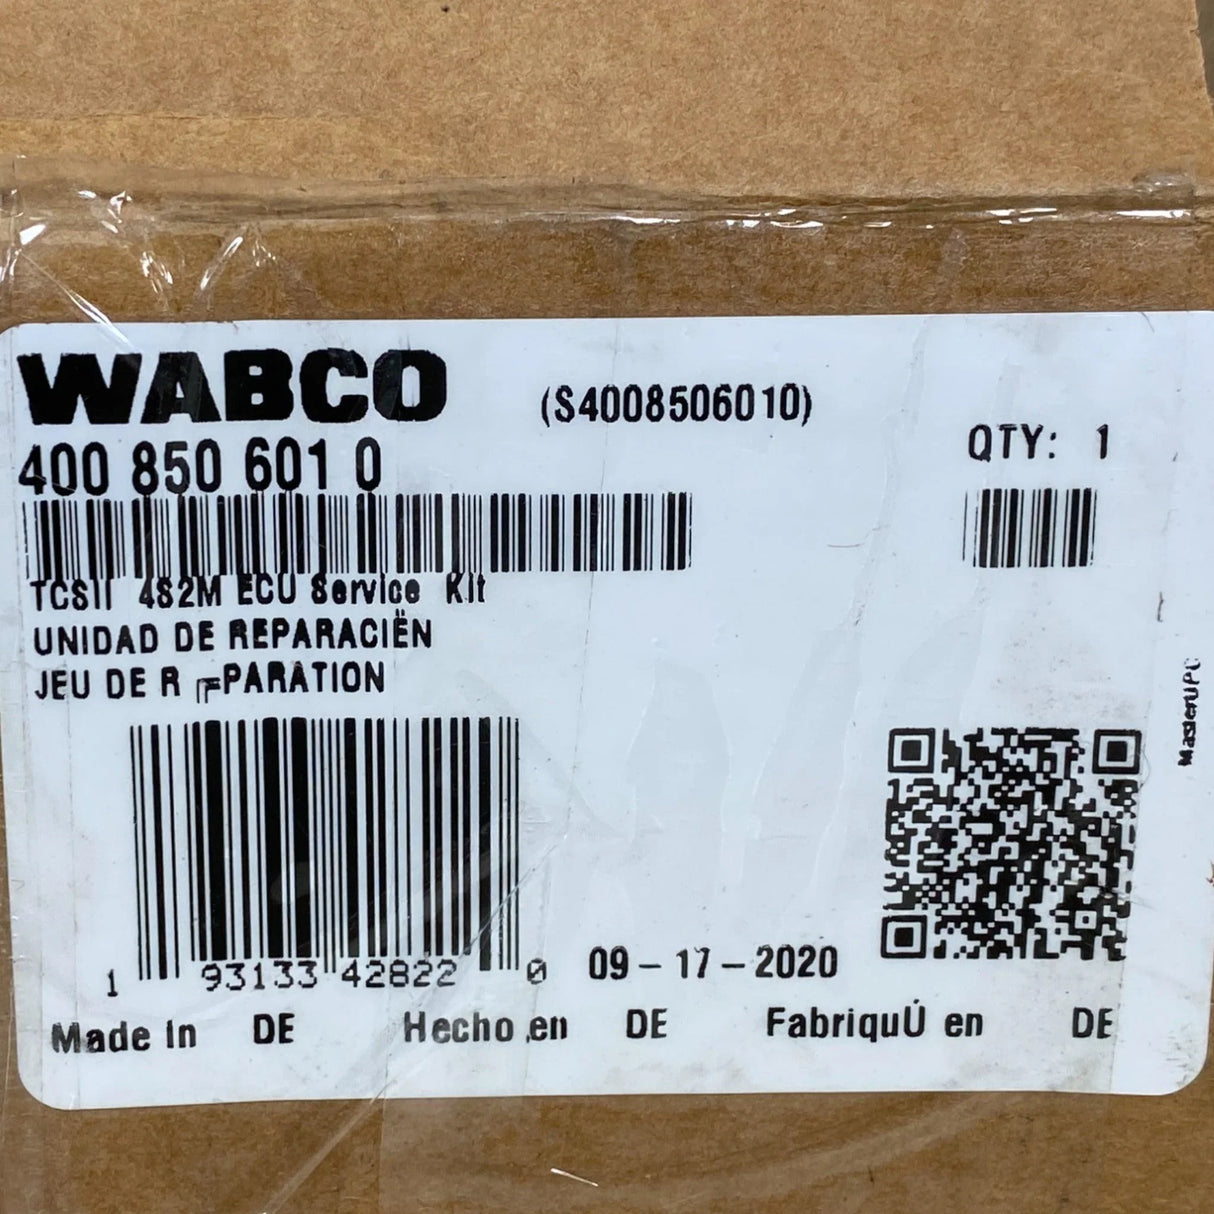 WABCO (S4008506010)
400 850 601 0 QTY: 1
TCSII 4S2M ECU Service Kit
UNIDAD DE REPARACIËN
JEU DE R╔PARATION
MasterUPC
1 93133 42822 0 09-17-2020
Made In DE Hecho en DE FabriquÚ en DE